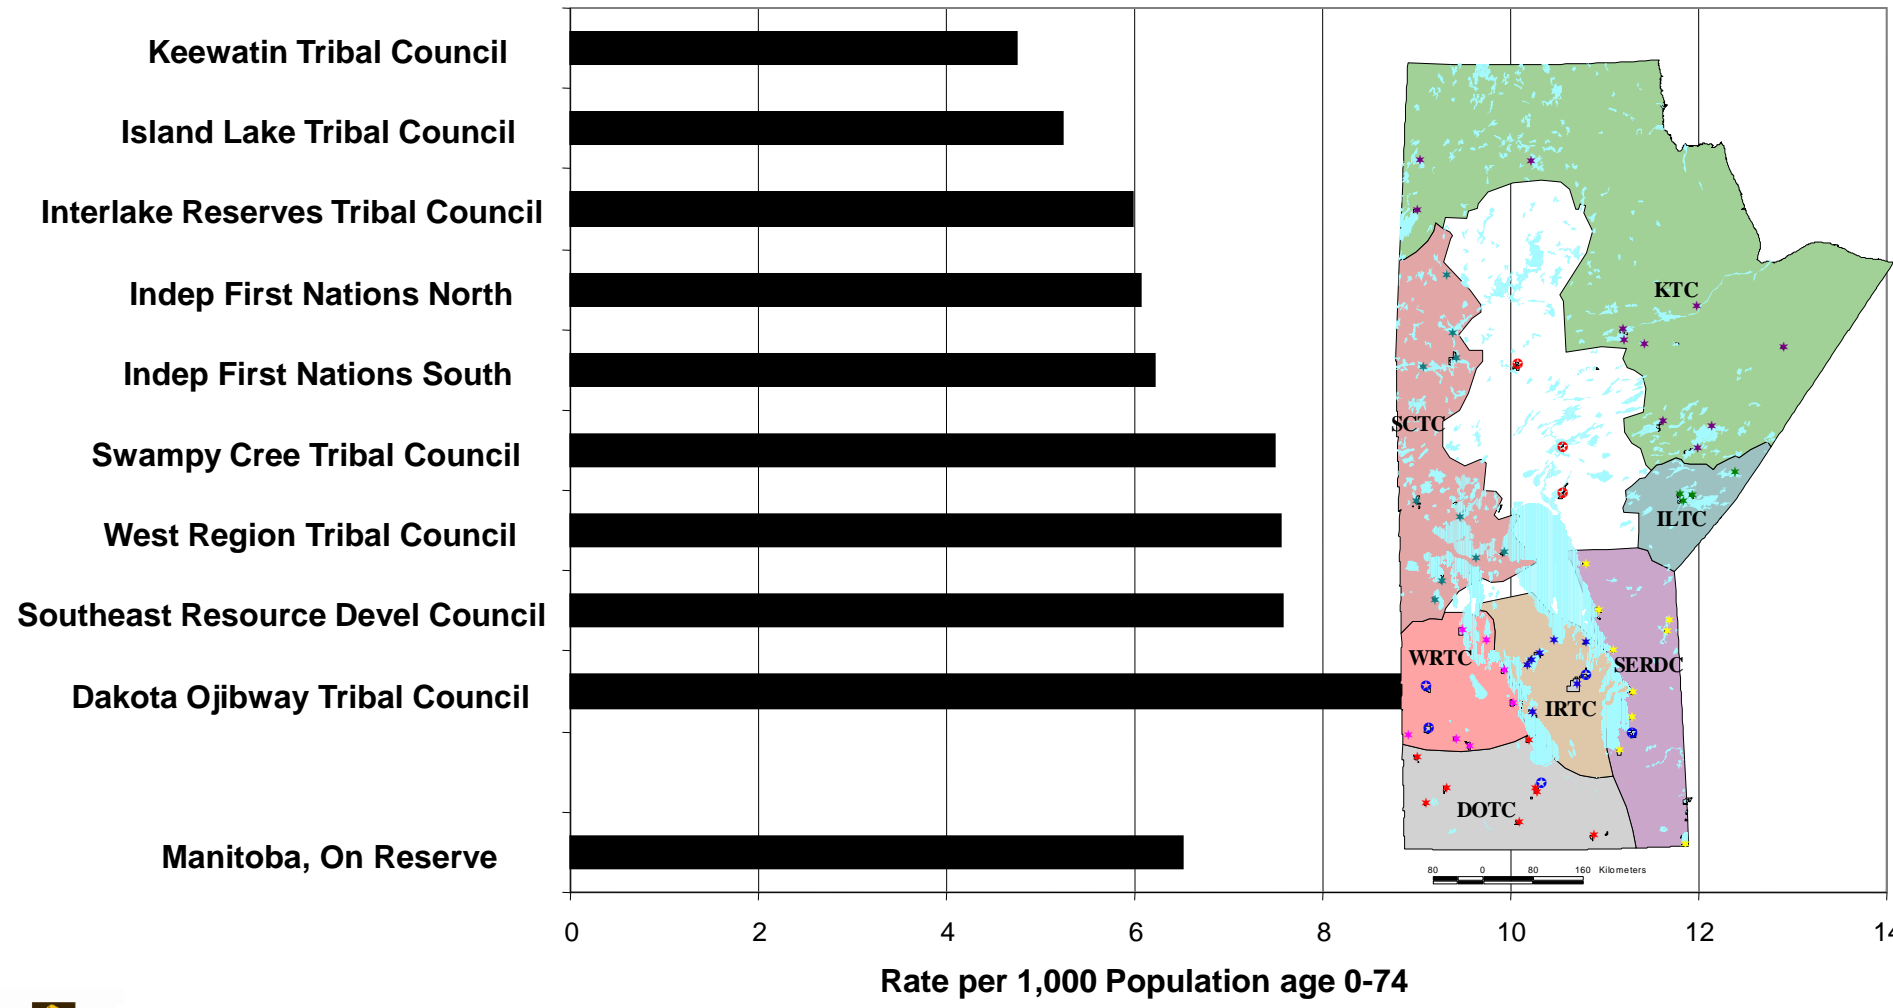 Keewatin Tribal Council
Island Lake Tribal Council
Interlake Reserves Tribal Council
Indep First Nations North
Indep First Nations South
Swampy Cree Tribal Council
West Region Tribal Council
Southeast Resource Devel Council
Dakota Ojibway Tribal Council
Manitoba, On Reserve
KTC
SCTC
ILTC
WRTC
SERDC
IRTC
DOTC
80 0 80 160 Kilometers
0 2 4 6 8 10 12 14
Rate per 1,000 Population age 0-74